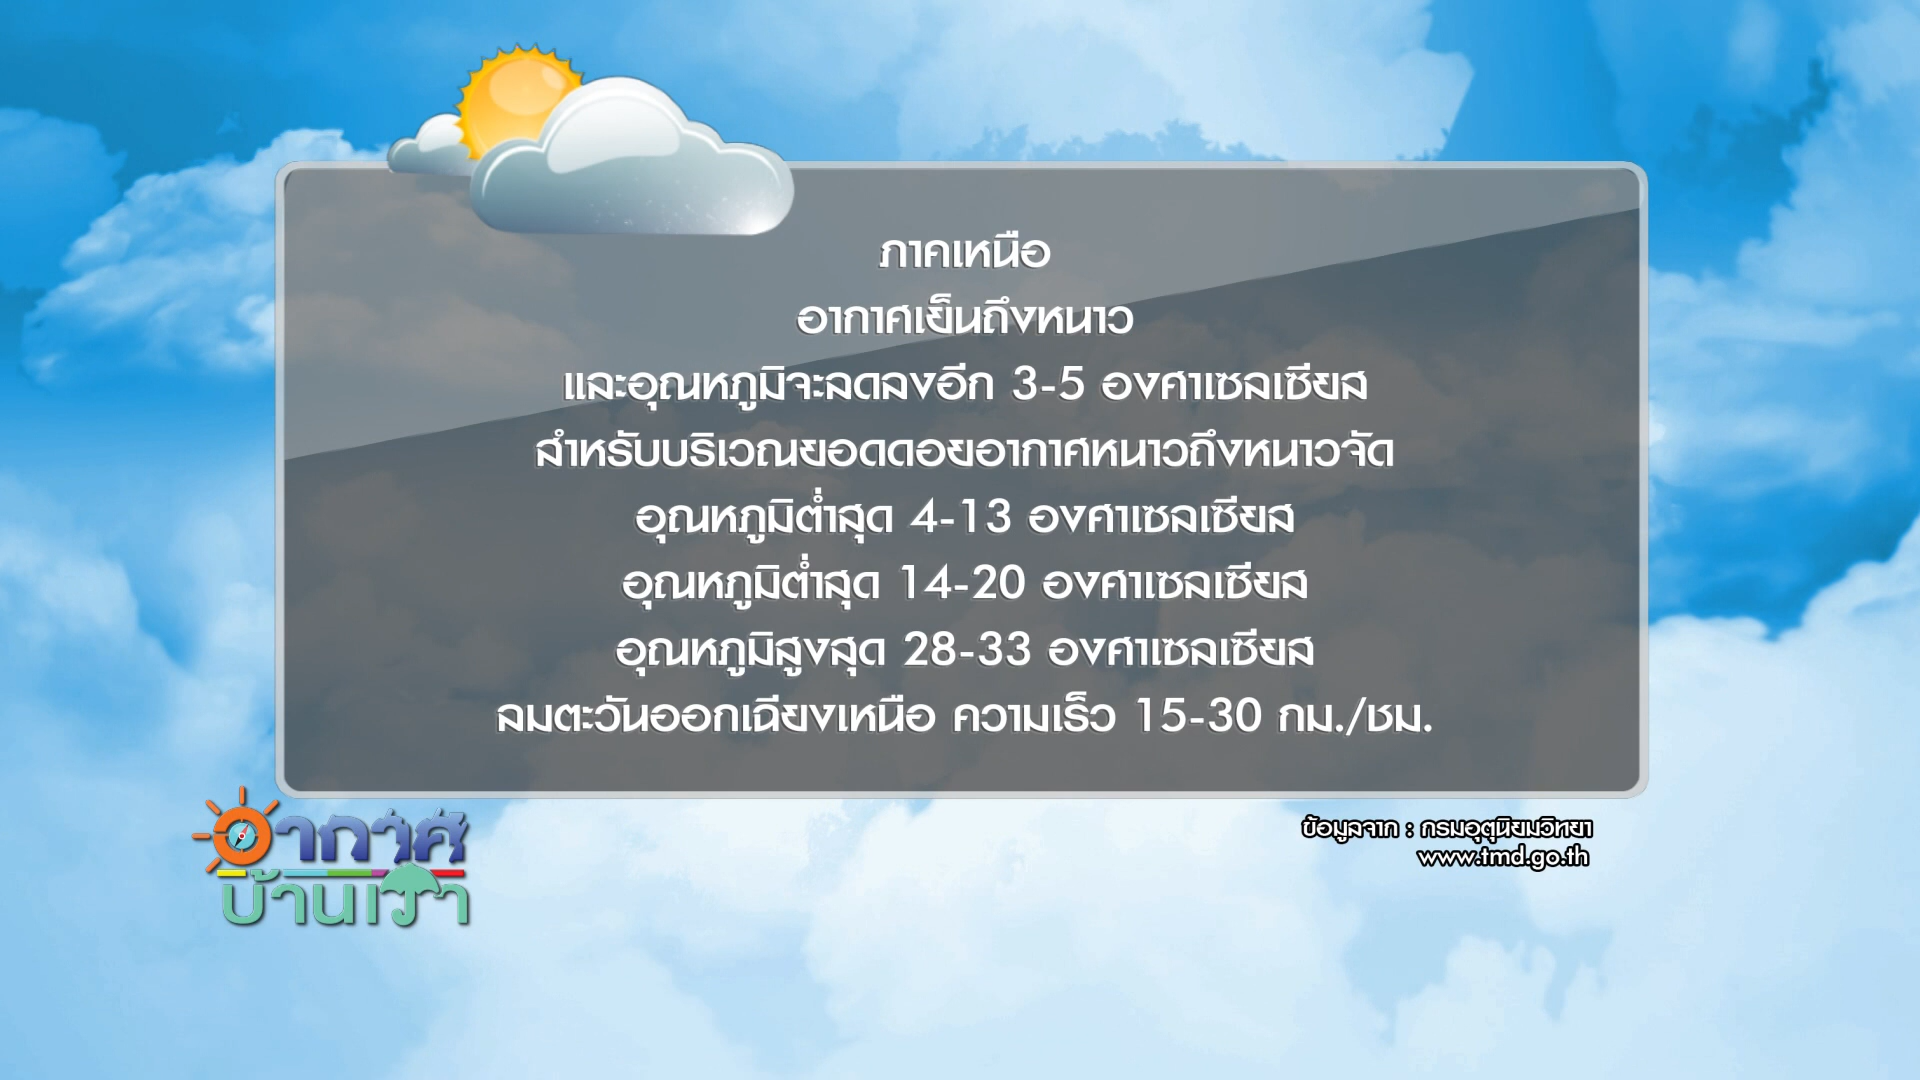 ภาคเหนือ
อากาศเย็นถึงหนาว
และอุณหภูมิจะลดลงอีก 3-5 องศาเซลเซียส
สำหรับบริเวณยอดดอยอากาศหนาวถึงหนาวจัด
อุณหภูมิต่ำสุด 4-13 องศาเซลเซียส
อุณหภูมิต่ำสุด 14-20 องศาเซลเซียส
อุณหภูมิสูงสุด 28-33 องศาเซลเซียส
ลมตะวันออกเฉียงเหนือ ความเร็ว 15-30 กม./ชม.
อากาศ
บ้านเรา
ข้อมูลจาก : กรมอุตุนิยมวิทยา
www.tmd.go.th